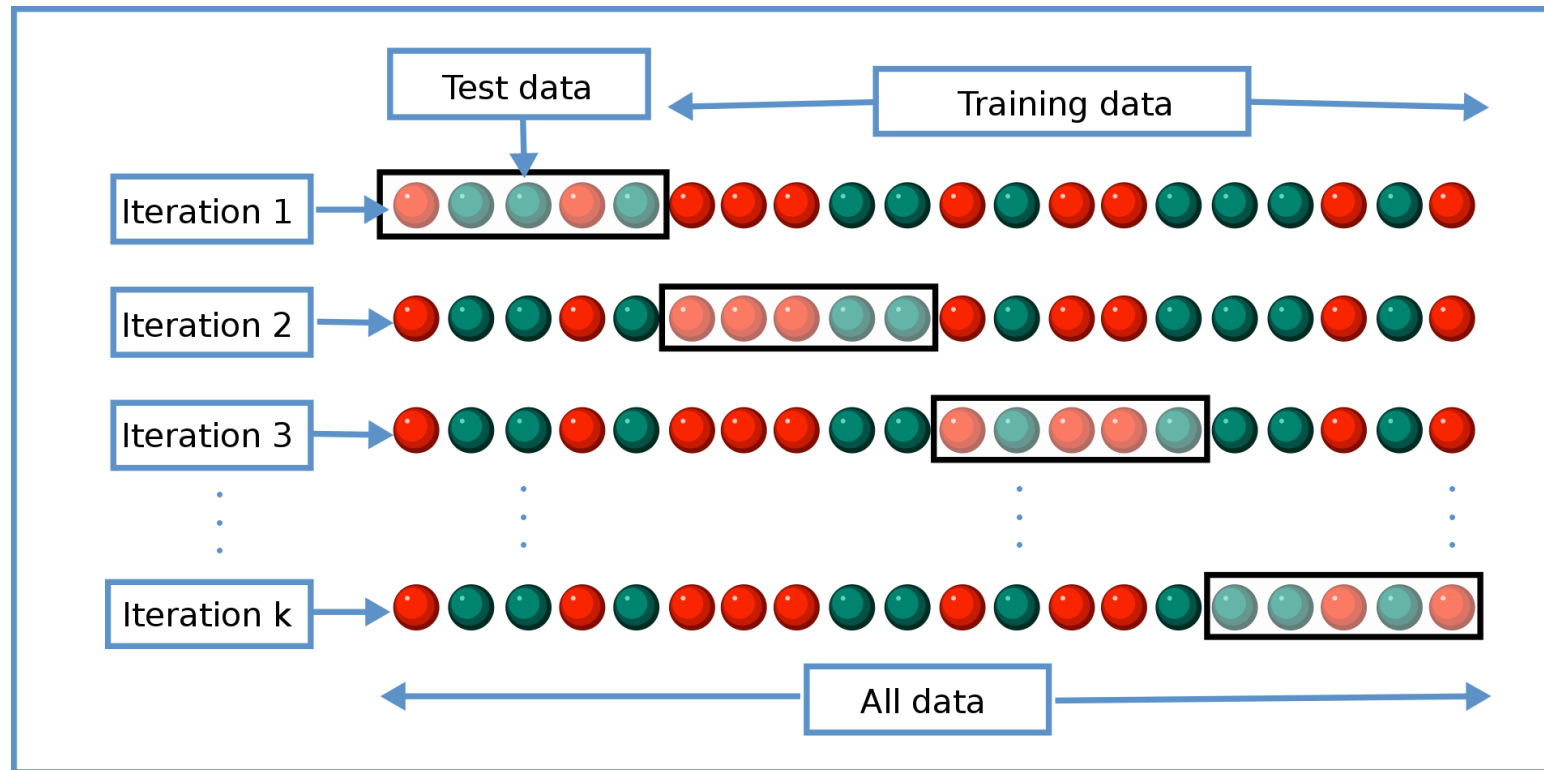 Test data
Training data
Iteration 1
Iteration 2
Iteration 3
Iteration k
All data